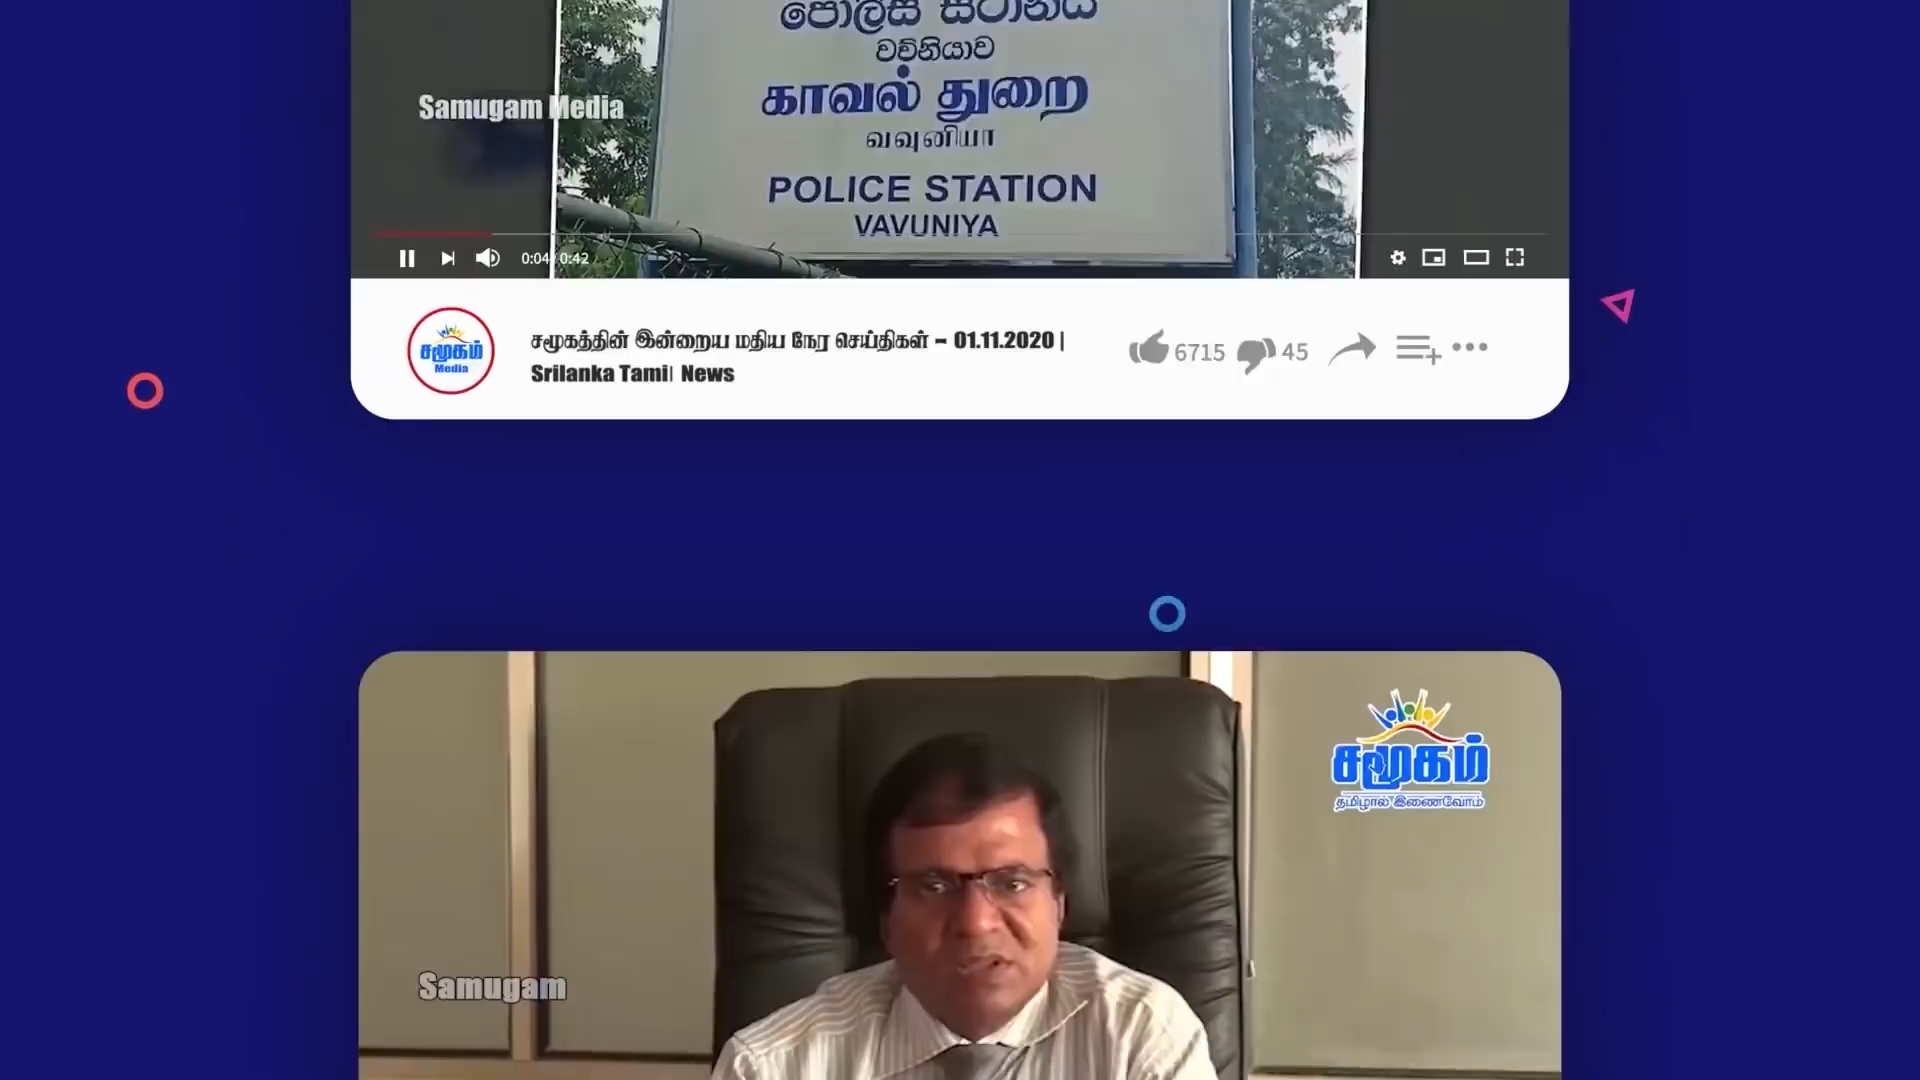 පොලිස් ස්ථානය
වව්නියාව
காவல் துறை
வவுனியா
POLICE STATION
VAVUNIYA
Samugam Media
0:04/0:42
சமூகம்
Media
சமூகத்தின் இன்றைய மதிய நேர செய்திகள் – 01.11.2020 |
Srilanka Tamil News
6715
45
சமூகம்
தமிழால் இணைவோம்
Samugam